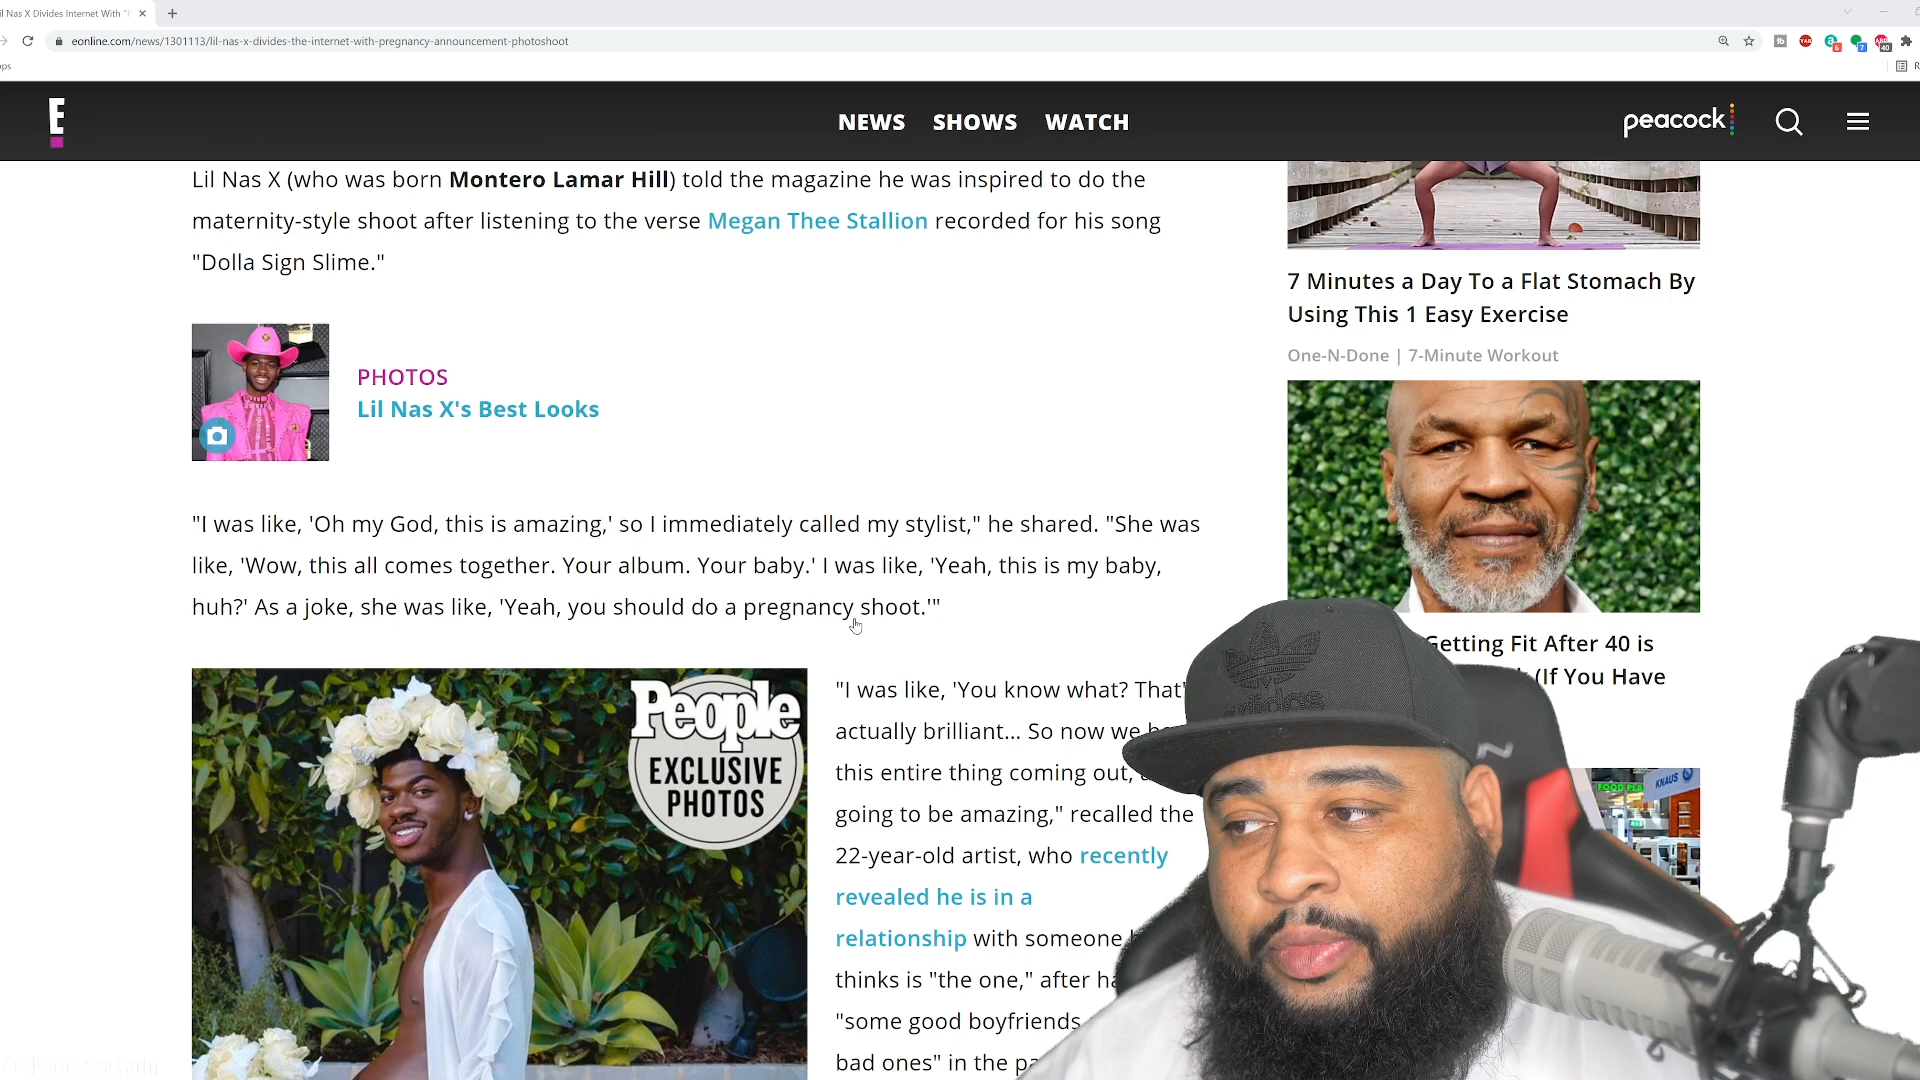 il Nas X Divides Internet With "E
eonline.com/news/1301113/lil-nas-x-divides-the-internet-with-pregnancy-announcement-photoshoot
E
NEWS SHOWS WATCH
peacock
Lil Nas X (who was born Montero Lamar Hill) told the magazine he was inspired to do the
maternity-style shoot after listening to the verse Megan Thee Stallion recorded for his song
"Dolla Sign Slime."
PHOTOS
Lil Nas X's Best Looks
"I was like, 'Oh my God, this is amazing,' so I immediately called my stylist," he shared. "She was
like, 'Wow, this all comes together. Your album. Your baby.' I was like, 'Yeah, this is my baby,
huh?' As a joke, she was like, 'Yeah, you should do a pregnancy shoot.'"
People
EXCLUSIVE
PHOTOS
"I was like, 'You know what? That'
actually brilliant... So now we
this entire thing coming out,
going to be amazing," recalled the
22-year-old artist, who recently
revealed he is in a
relationship with someone
thinks is "the one," after
"some good boyfriends
bad ones" in the
7 Minutes a Day To a Flat Stomach By
Using This 1 Easy Exercise
One-N-Done | 7-Minute Workout
Getting Fit After 40 is
(If You Have
KNAUS
adidas